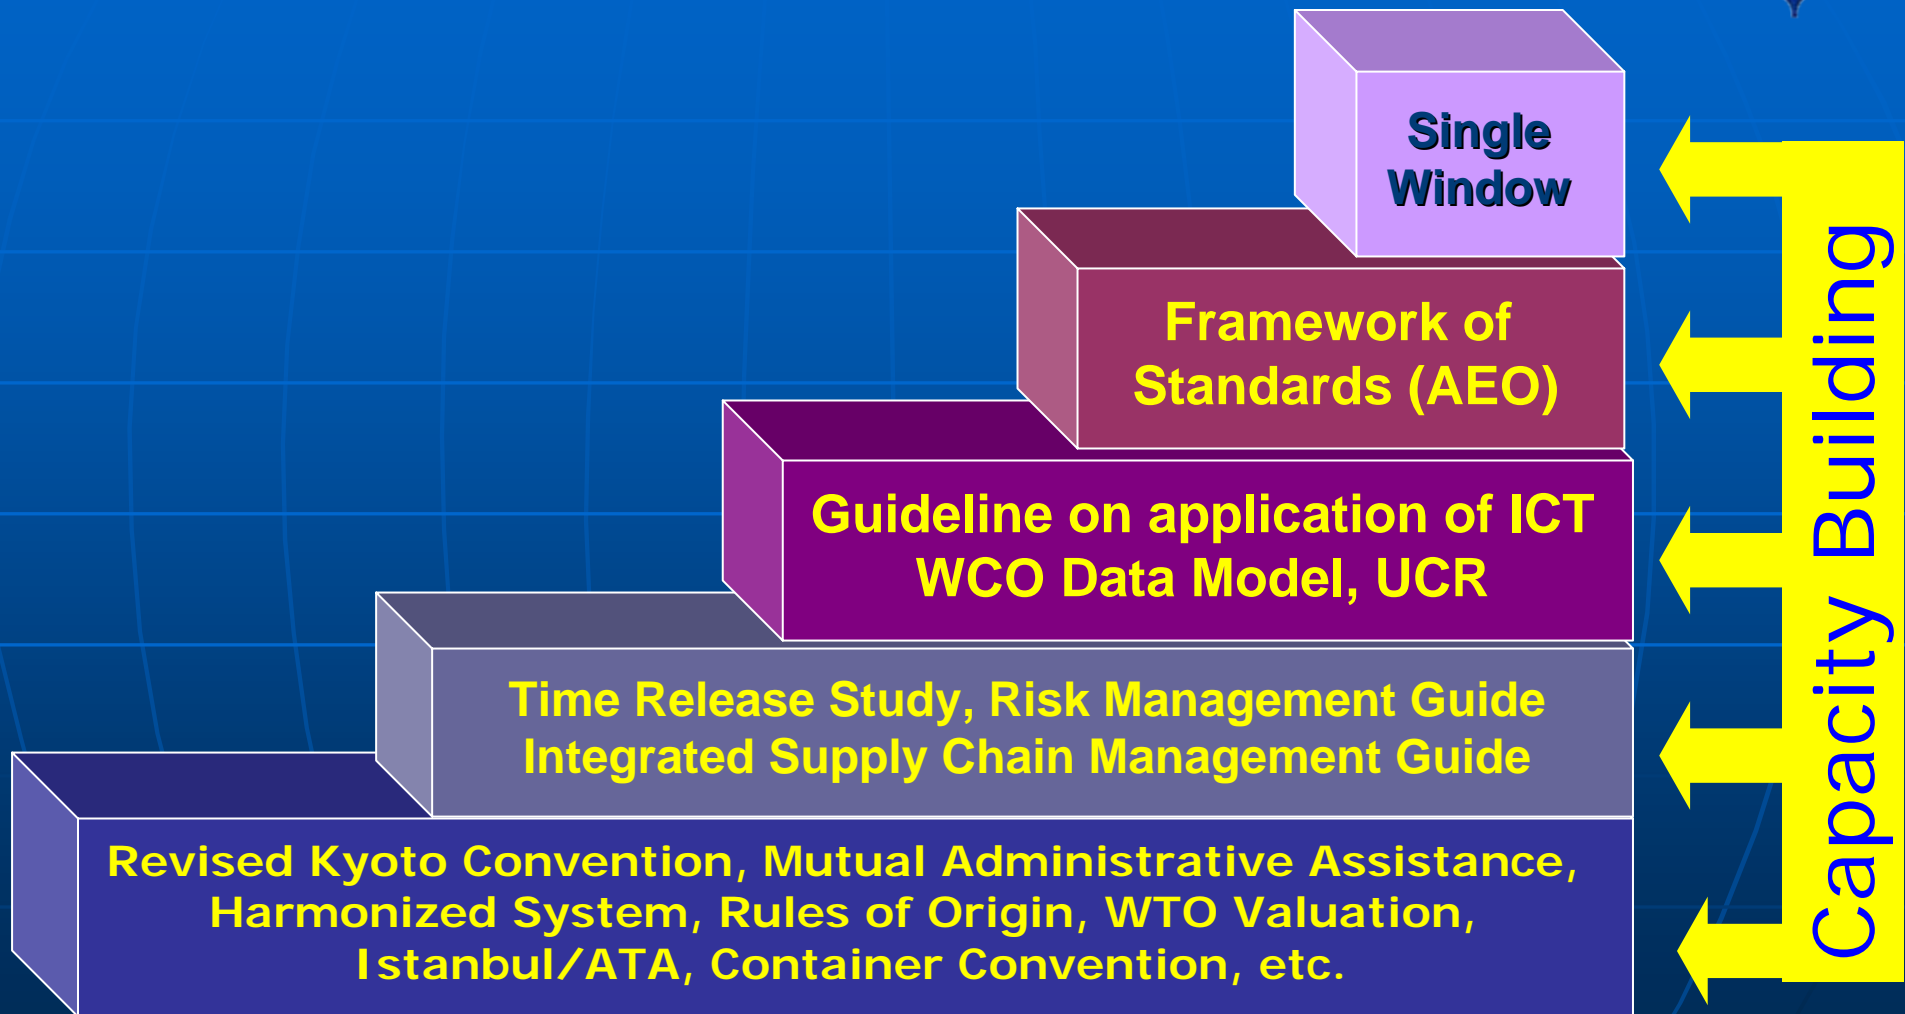 Single
Window
Framework of
Standards (AEO)
Guideline on application of ICT
WCO Data Model, UCR
Time Release Study, Risk Management Guide
Integrated Supply Chain Management Guide
Revised Kyoto Convention, Mutual Administrative Assistance,
Harmonized System, Rules of Origin, WTO Valuation,
Istanbul/ATA, Container Convention, etc.
Capacity Building